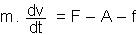 m . dv/dt = F – A – f